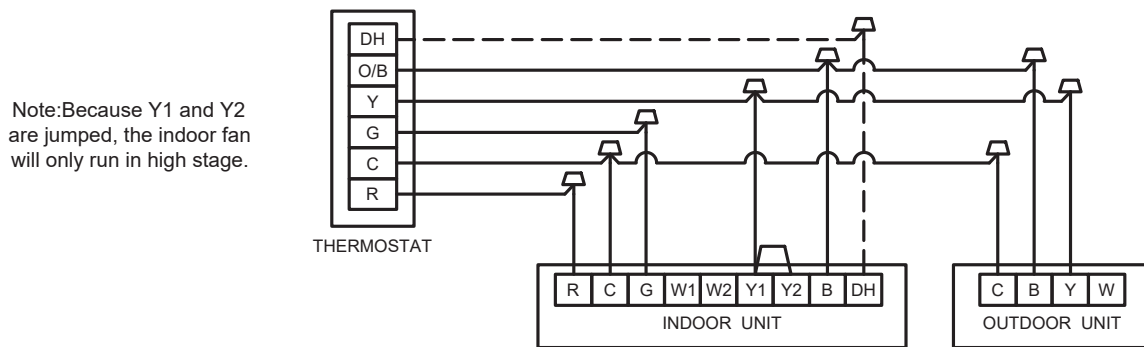 Note:Because Y1 and Y2
are jumped, the indoor fan
will only run in high stage.
DH
O/B
Y
G
C
R
THERMOSTAT
R C G W1 W2 Y1 Y2 B DH
INDOOR UNIT
C B Y W
OUTDOOR UNIT